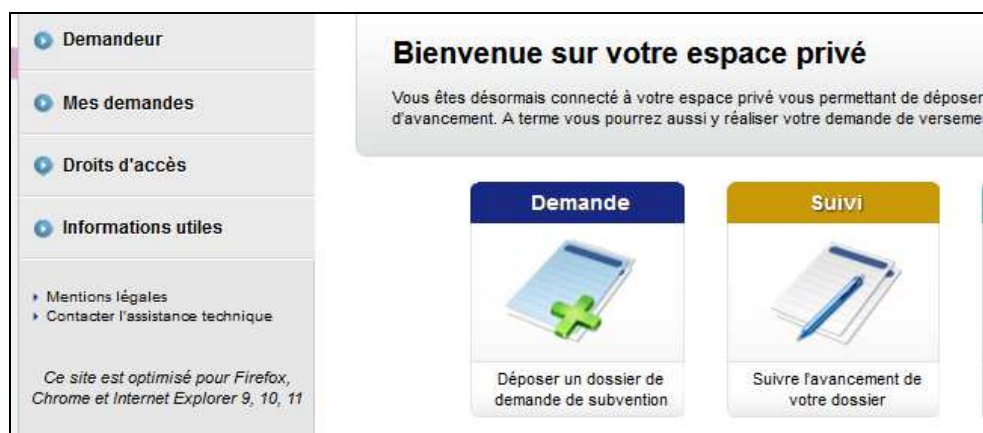 Demandeur
Mes demandes
Droits d'accès
Informations utiles
Mentions légales
Contacter l'assistance technique
Ce site est optimisé pour Firefox,
Chrome et Internet Explorer 9, 10, 11
Bienvenue sur votre espace privé
Vous êtes désormais connecté à votre espace privé vous permettant de déposer
d'avancement. A terme vous pourrez aussi y réaliser votre demande de verseme
Demande
Déposer un dossier de
demande de subvention
Suivi
Suivre l'avancement de
votre dossier